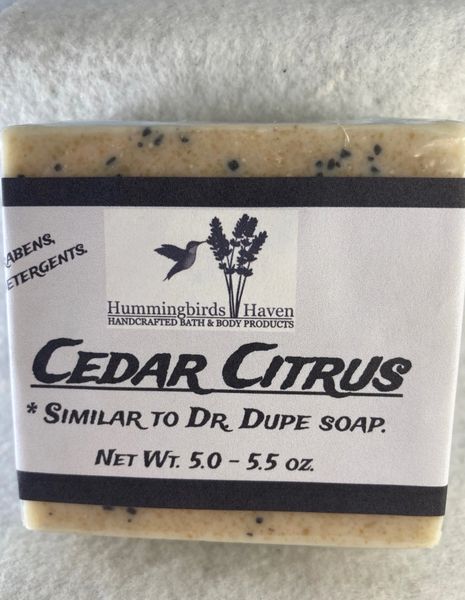 ABENS,
ETERGENTS.
Hummingbirds Haven
HANDCRAFTED BATH & BODY PRODUCTS
CEDAR CITRUS
* SIMILAR TO DR. DUPE SOAP.
NET WT. 5.0 - 5.5 OZ.